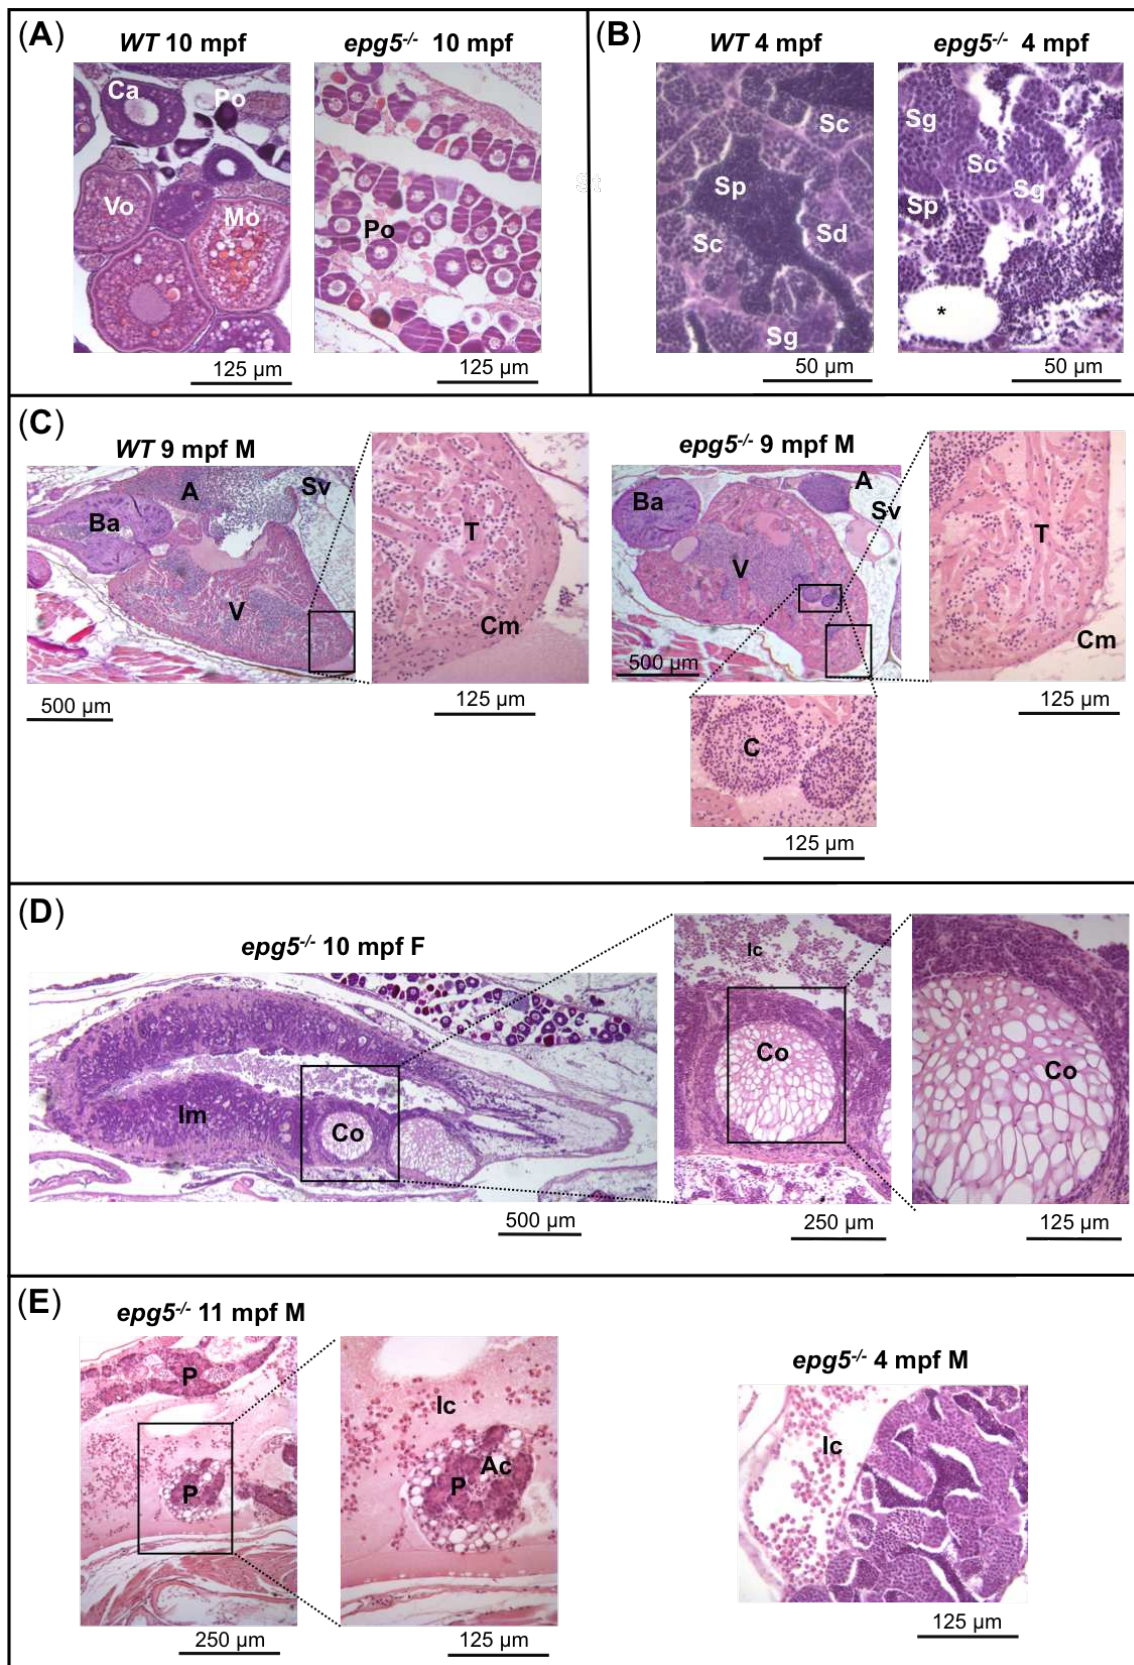 (A)
WT 10 mpf
epg5-/- 10 mpf
Ca
Po
Vo
Mo
Po
125 µm
125 µm
(B)
WT 4 mpf
epg5-/- 4 mpf
Sc
Sp
Sc
Sd
Sg
Sg
Sc
Sg
Sp
*
50 µm
50 µm
(C)
WT 9 mpf M
A
Sv
Ba
V
500 µm
T
Cm
125 µm
epg5-/- 9 mpf M
Ba
A
Sv
V
500 µm
T
Cm
125 µm
C
125 µm
(D)
epg5-/- 10 mpf F
Im
Co
500 µm
Ic
Co
250 µm
Co
125 µm
(E)
epg5-/- 11 mpf M
P
P
250 µm
Ic
Ac
P
125 µm
epg5-/- 4 mpf M
Ic
125 µm